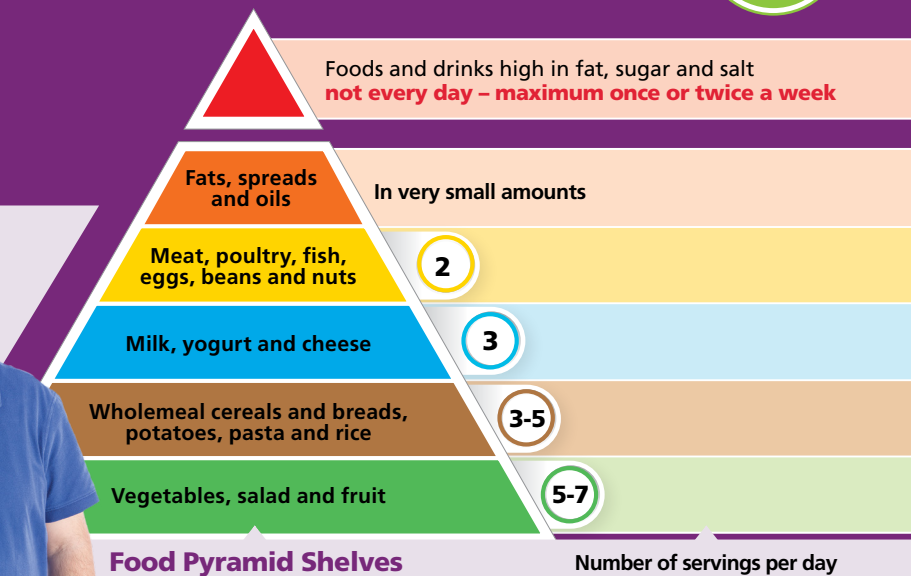 Foods and drinks high in fat, sugar and salt
not every day – maximum once or twice a week
Fats, spreads
and oils
In very small amounts
Meat, poultry, fish,
eggs, beans and nuts
2
Milk, yogurt and cheese
3
Wholemeal cereals and breads,
potatoes, pasta and rice
3-5
Vegetables, salad and fruit
5-7
Food Pyramid Shelves
Number of servings per day